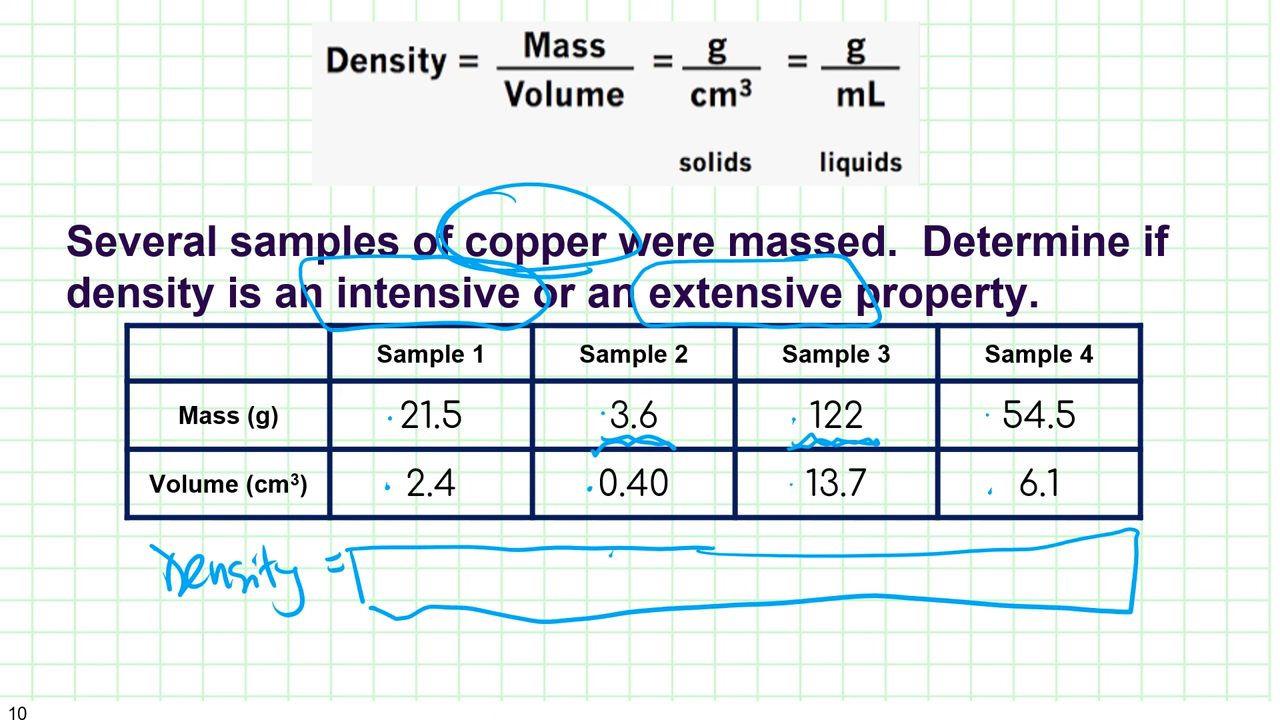 Density = Mass / Volume = g / cm³ = g / mL
solids liquids
Several samples of copper were massed. Determine if
density is an intensive or an extensive property.
Sample 1 Sample 2 Sample 3 Sample 4
Mass (g) 21.5 3.6 122 54.5
Volume (cm³) 2.4 0.40 13.7 6.1
Density =
10